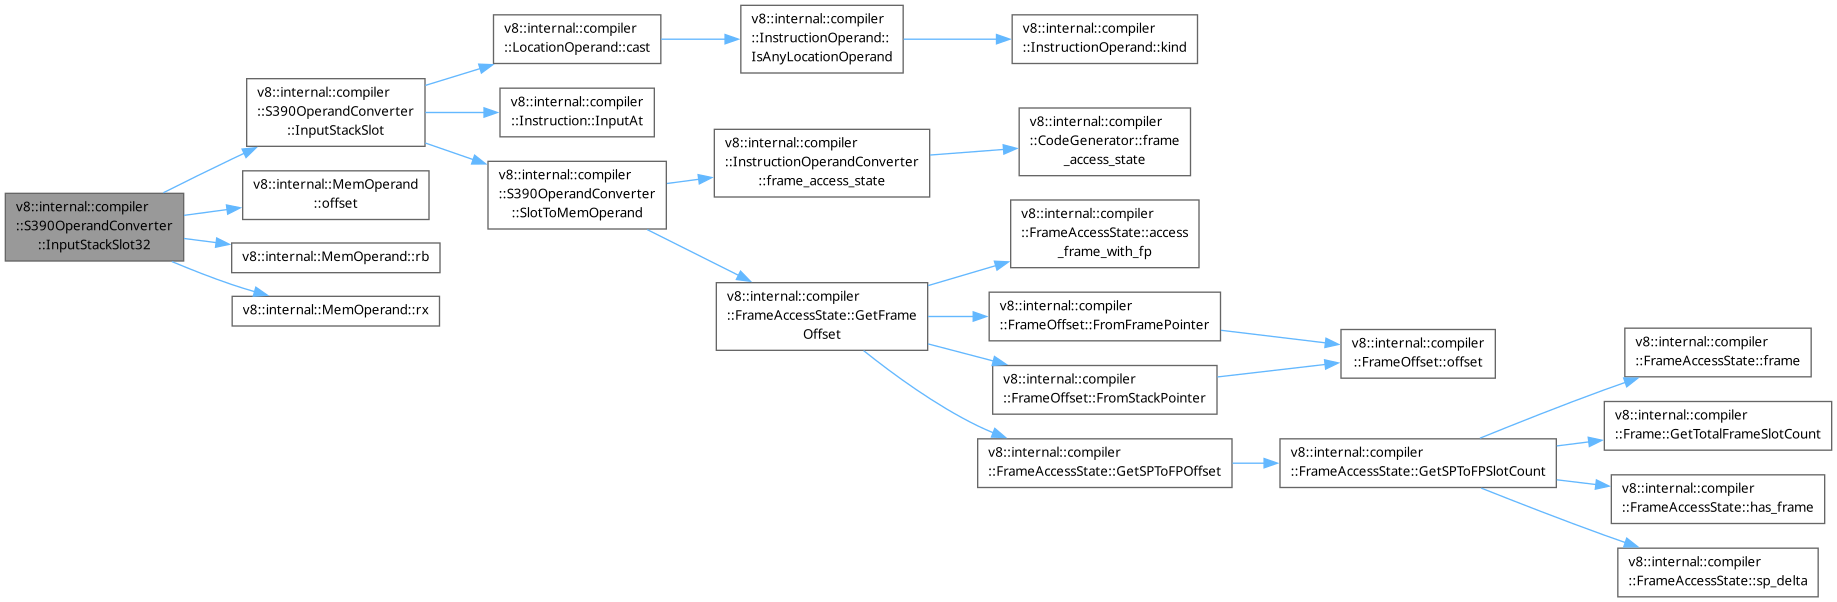 v8::internal::compiler
::S390OperandConverter
::InputStackSlot32
v8::internal::compiler
::S390OperandConverter
::InputStackSlot
v8::internal::MemOperand
::offset
v8::internal::MemOperand::rb
v8::internal::MemOperand::rx
v8::internal::compiler
::LocationOperand::cast
v8::internal::compiler
::Instruction::InputAt
v8::internal::compiler
::S390OperandConverter
::SlotToMemOperand
v8::internal::compiler
::InstructionOperand::
IsAnyLocationOperand
v8::internal::compiler
::InstructionOperand::kind
v8::internal::compiler
::InstructionOperandConverter
::frame_access_state
v8::internal::compiler
::CodeGenerator::frame
_access_state
v8::internal::compiler
::FrameAccessState::GetFrame
Offset
v8::internal::compiler
::FrameAccessState::access
_frame_with_fp
v8::internal::compiler
::FrameOffset::FromFramePointer
v8::internal::compiler
::FrameOffset::FromStackPointer
v8::internal::compiler
::FrameOffset::offset
v8::internal::compiler
::FrameAccessState::GetSPToFPOffset
v8::internal::compiler
::FrameAccessState::GetSPToFPSlotCount
v8::internal::compiler
::FrameAccessState::frame
v8::internal::compiler
::Frame::GetTotalFrameSlotCount
v8::internal::compiler
::FrameAccessState::has_frame
v8::internal::compiler
::FrameAccessState::sp_delta